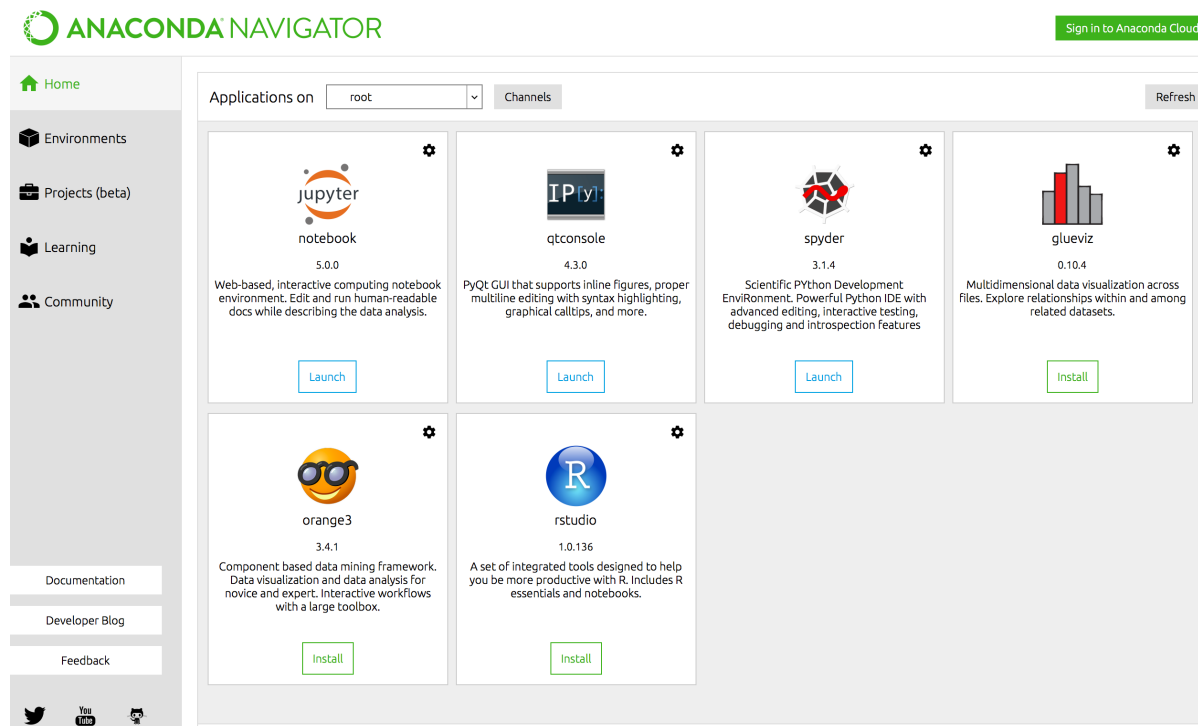 ANACONDA NAVIGATOR
Sign in to Anaconda Cloud
Home
Environments
Projects (beta)
Learning
Community
Documentation
Developer Blog
Feedback
You
Tube
Applications on
root
Channels
Refresh
jupyter
notebook
5.0.0
Web-based, interactive computing notebook
environment. Edit and run human-readable
docs while describing the data analysis.
Launch
IP[y]:
qtconsole
4.3.0
PyQt GUI that supports inline figures, proper
multiline editing with syntax highlighting,
graphical calltips, and more.
Launch
spyder
3.1.4
Scientific PYthon Development
EnviRonment. Powerful Python IDE with
advanced editing, interactive testing,
debugging and introspection features
Launch
glueviz
0.10.4
Multidimensional data visualization across
files. Explore relationships within and among
related datasets.
Install
orange3
3.4.1
Component based data mining framework.
Data visualization and data analysis for
novice and expert. Interactive workflows
with a large toolbox.
Install
R
rstudio
1.0.136
A set of integrated tools designed to help
you be more productive with R. Includes R
essentials and notebooks.
Install